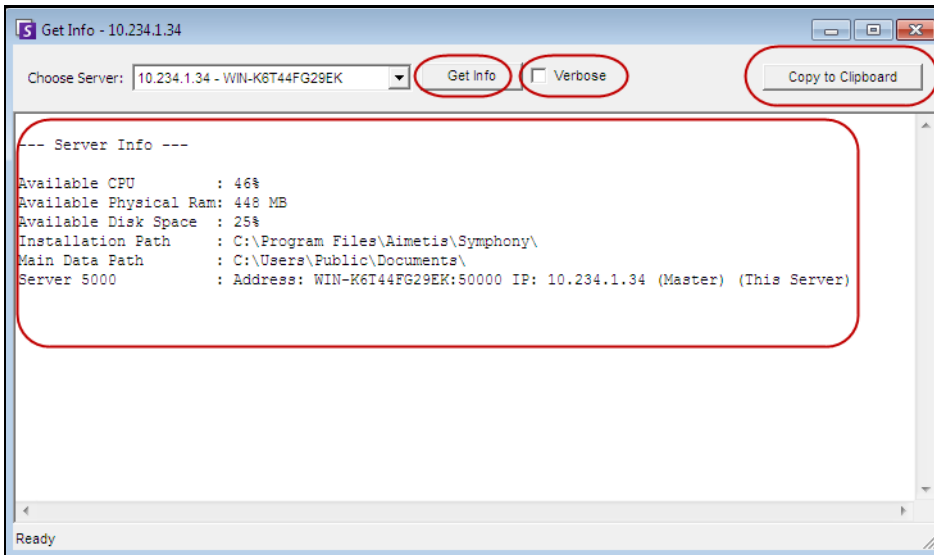 Get Info - 10.234.1.34
Choose Server: 10.234.1.34 - WIN-K6T44FG29EK Get Info Verbose Copy to Clipboard
--- Server Info ---
Available CPU : 46%
Available Physical Ram: 448 MB
Available Disk Space : 25%
Installation Path : C:\Program Files\Aimetis\Symphony\
Main Data Path : C:\Users\Public\Documents\
Server 5000 : Address: WIN-K6T44FG29EK:50000 IP: 10.234.1.34 (Master) (This Server)
Ready